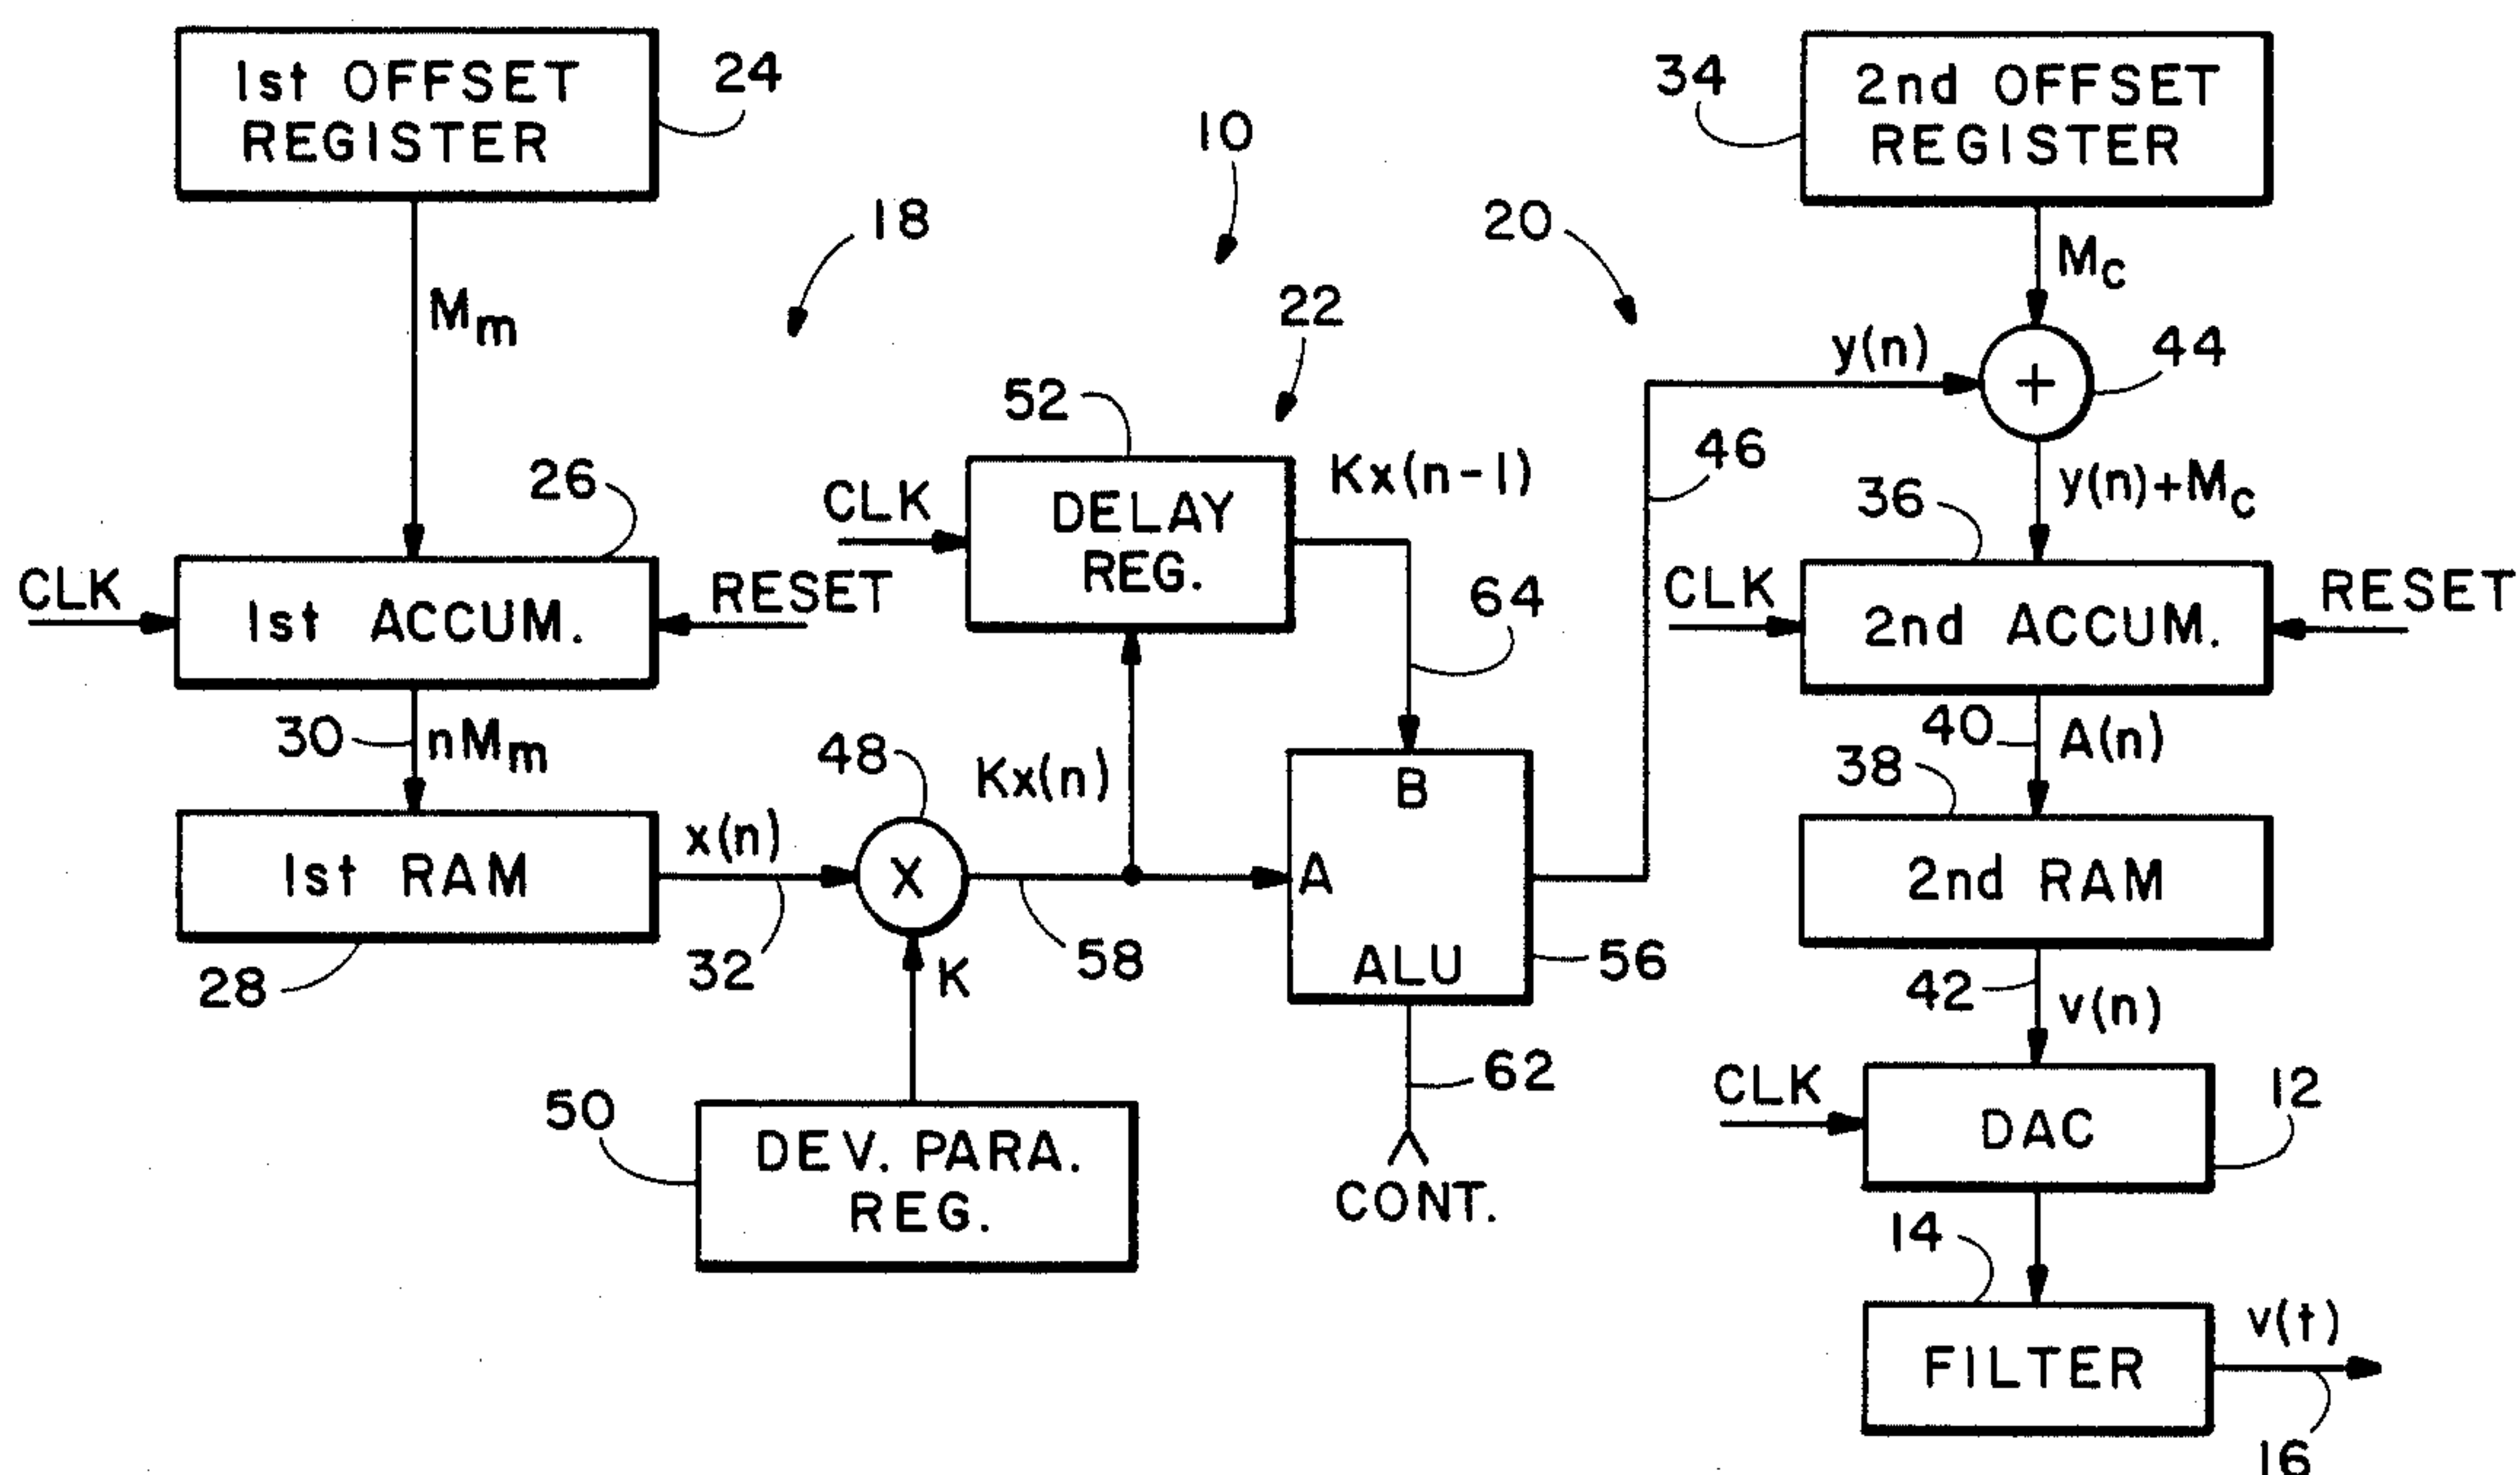 1st OFFSET
REGISTER
24
10
34
2nd OFFSET
REGISTER
18
20
Mm
22
Mc
y(n)
+
44
52
46
26
CLK
DELAY
REG.
Kx(n-1)
36
y(n)+Mc
CLK
1st ACCUM.
RESET
64
CLK
2nd ACCUM.
RESET
30
nMm
48
Kx(n)
B
40
A(n)
38
1st RAM
x(n)
X
A
2nd RAM
28
32
K
58
ALU
56
42
v(n)
50
DEV. PARA.
REG.
62
CONT.
CLK
DAC
12
14
FILTER
v(t)
16